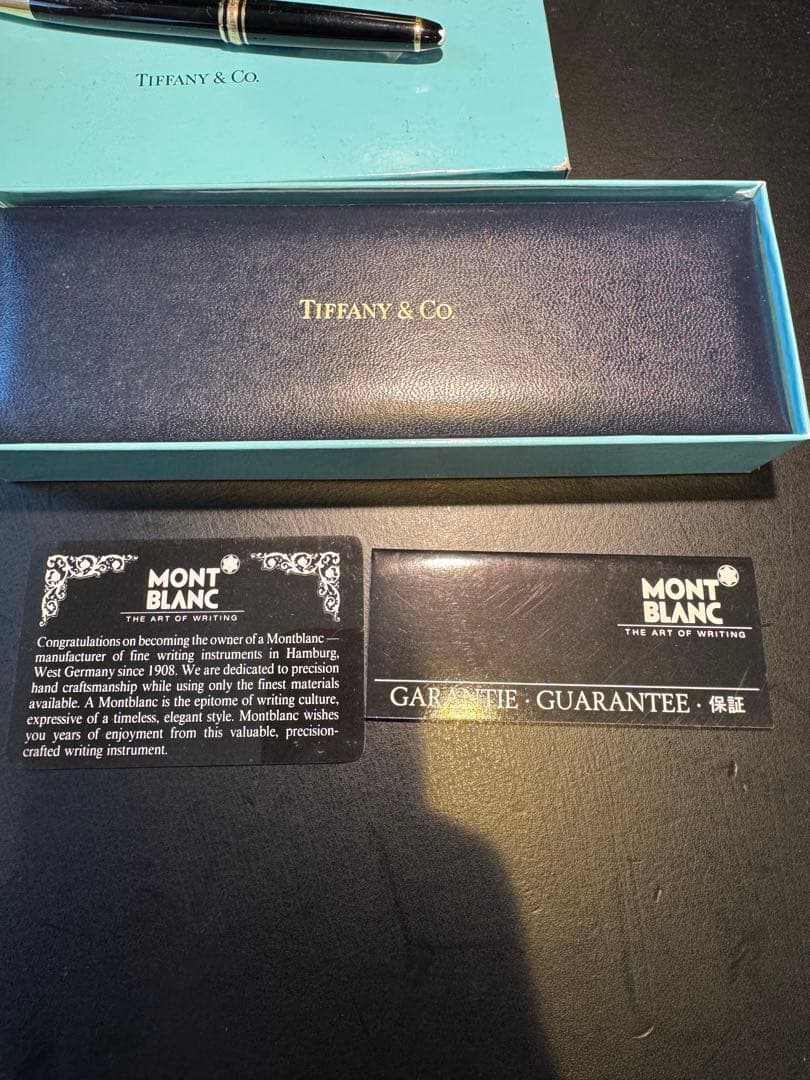 TIFFANY & CO.
TIFFANY & CO.
MONT
BLANC
THE ART OF WRITING
Congratulations on becoming the owner of a Montblanc —
manufacturer of fine writing instruments in Hamburg,
West Germany since 1908. We are dedicated to precision
hand craftsmanship while using only the finest materials
available. A Montblanc is the epitome of writing culture,
expressive of a timeless, elegant style. Montblanc wishes
you years of enjoyment from this valuable, precision-
crafted writing instrument.
MONT
BLANC
THE ART OF WRITING
GARANTIE · GUARANTEE · 保証